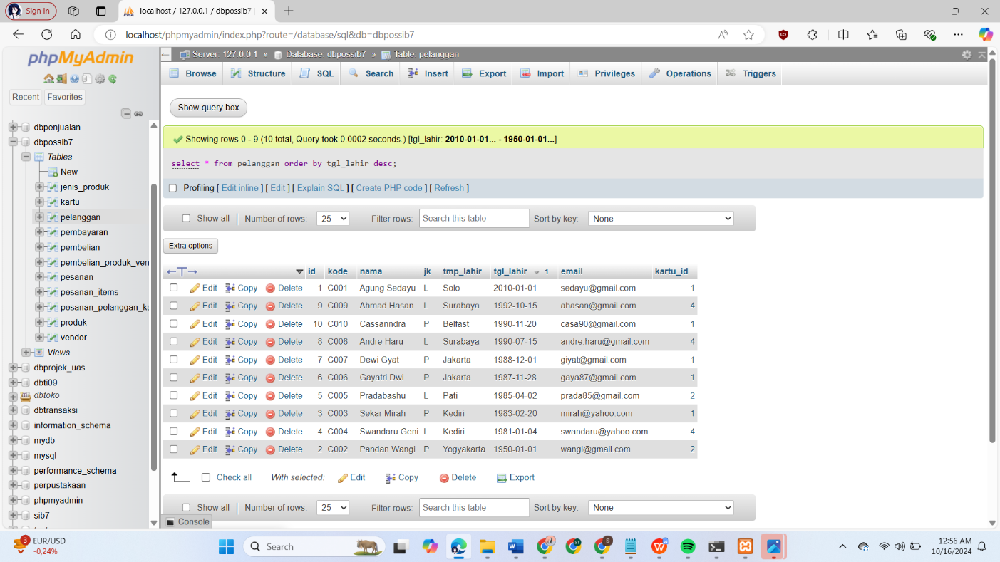 Sign in
localhost / 127.0.0.1 / dbpossib7 |
localhost/phpmyadmin/index.php?route=/database/sql&db=dbpossib7
phpMyAdmin
Recent Favorites
dbpenjualan
dbpossib7
Tables
New
jenis_produk
kartu
pelanggan
pembayaran
pembelian
pembelian_produk_ven
pesanan
pesanan_items
pesanan_pelanggan_ka
produk
vendor
Views
dbprojek_uas
dbti09
dbtoko
dbtransaksi
information_schema
mydb
mysql
performance_schema
perpustakaan
phpmyadmin
sib7
Server: 127.0.0.1 » Database: dbpossib7 » Table: pelanggan
Browse Structure SQL Search Insert Export Import Privileges Operations Triggers
Show query box
Showing rows 0 - 9 (10 total, Query took 0.0002 seconds.) [tgl_lahir: 2010-01-01... - 1950-01-01...]
select * from pelanggan order by tgl_lahir desc;
Profiling [ Edit inline ] [ Edit ] [ Explain SQL ] [ Create PHP code ] [ Refresh ]
Show all Number of rows: 25 Filter rows: Search this table Sort by key: None
Extra options
id kode nama jk tmp_lahir tgl_lahir 1 email kartu_id
Edit Copy Delete 1 C001 Agung Sedayu L Solo 2010-01-01 sedayu@gmail.com 1
Edit Copy Delete 9 C009 Ahmad Hasan L Surabaya 1992-10-15 ahasan@gmail.com 4
Edit Copy Delete 10 C010 Cassanndra P Belfast 1990-11-20 casa90@gmail.com 1
Edit Copy Delete 8 C008 Andre Haru L Surabaya 1990-07-15 andre.haru@gmail.com 4
Edit Copy Delete 7 C007 Dewi Gyat P Jakarta 1988-12-01 giyat@gmail.com 1
Edit Copy Delete 6 C006 Gayatri Dwi P Jakarta 1987-11-28 gaya87@gmail.com 1
Edit Copy Delete 5 C005 Pradabashu L Pati 1985-04-02 prada85@gmail.com 2
Edit Copy Delete 3 C003 Sekar Mirah P Kediri 1983-02-20 mirah@yahoo.com 1
Edit Copy Delete 4 C004 Swandaru Geni L Kediri 1981-01-04 swandaru@yahoo.com 4
Edit Copy Delete 2 C002 Pandan Wangi P Yogyakarta 1950-01-01 wangi@gmail.com 2
Check all With selected: Edit Copy Delete Export
Show all Number of rows: 25 Filter rows: Search this table Sort by key: None
Console
3 EUR/USD
-0,24%
Search
12:56 AM
10/16/2024